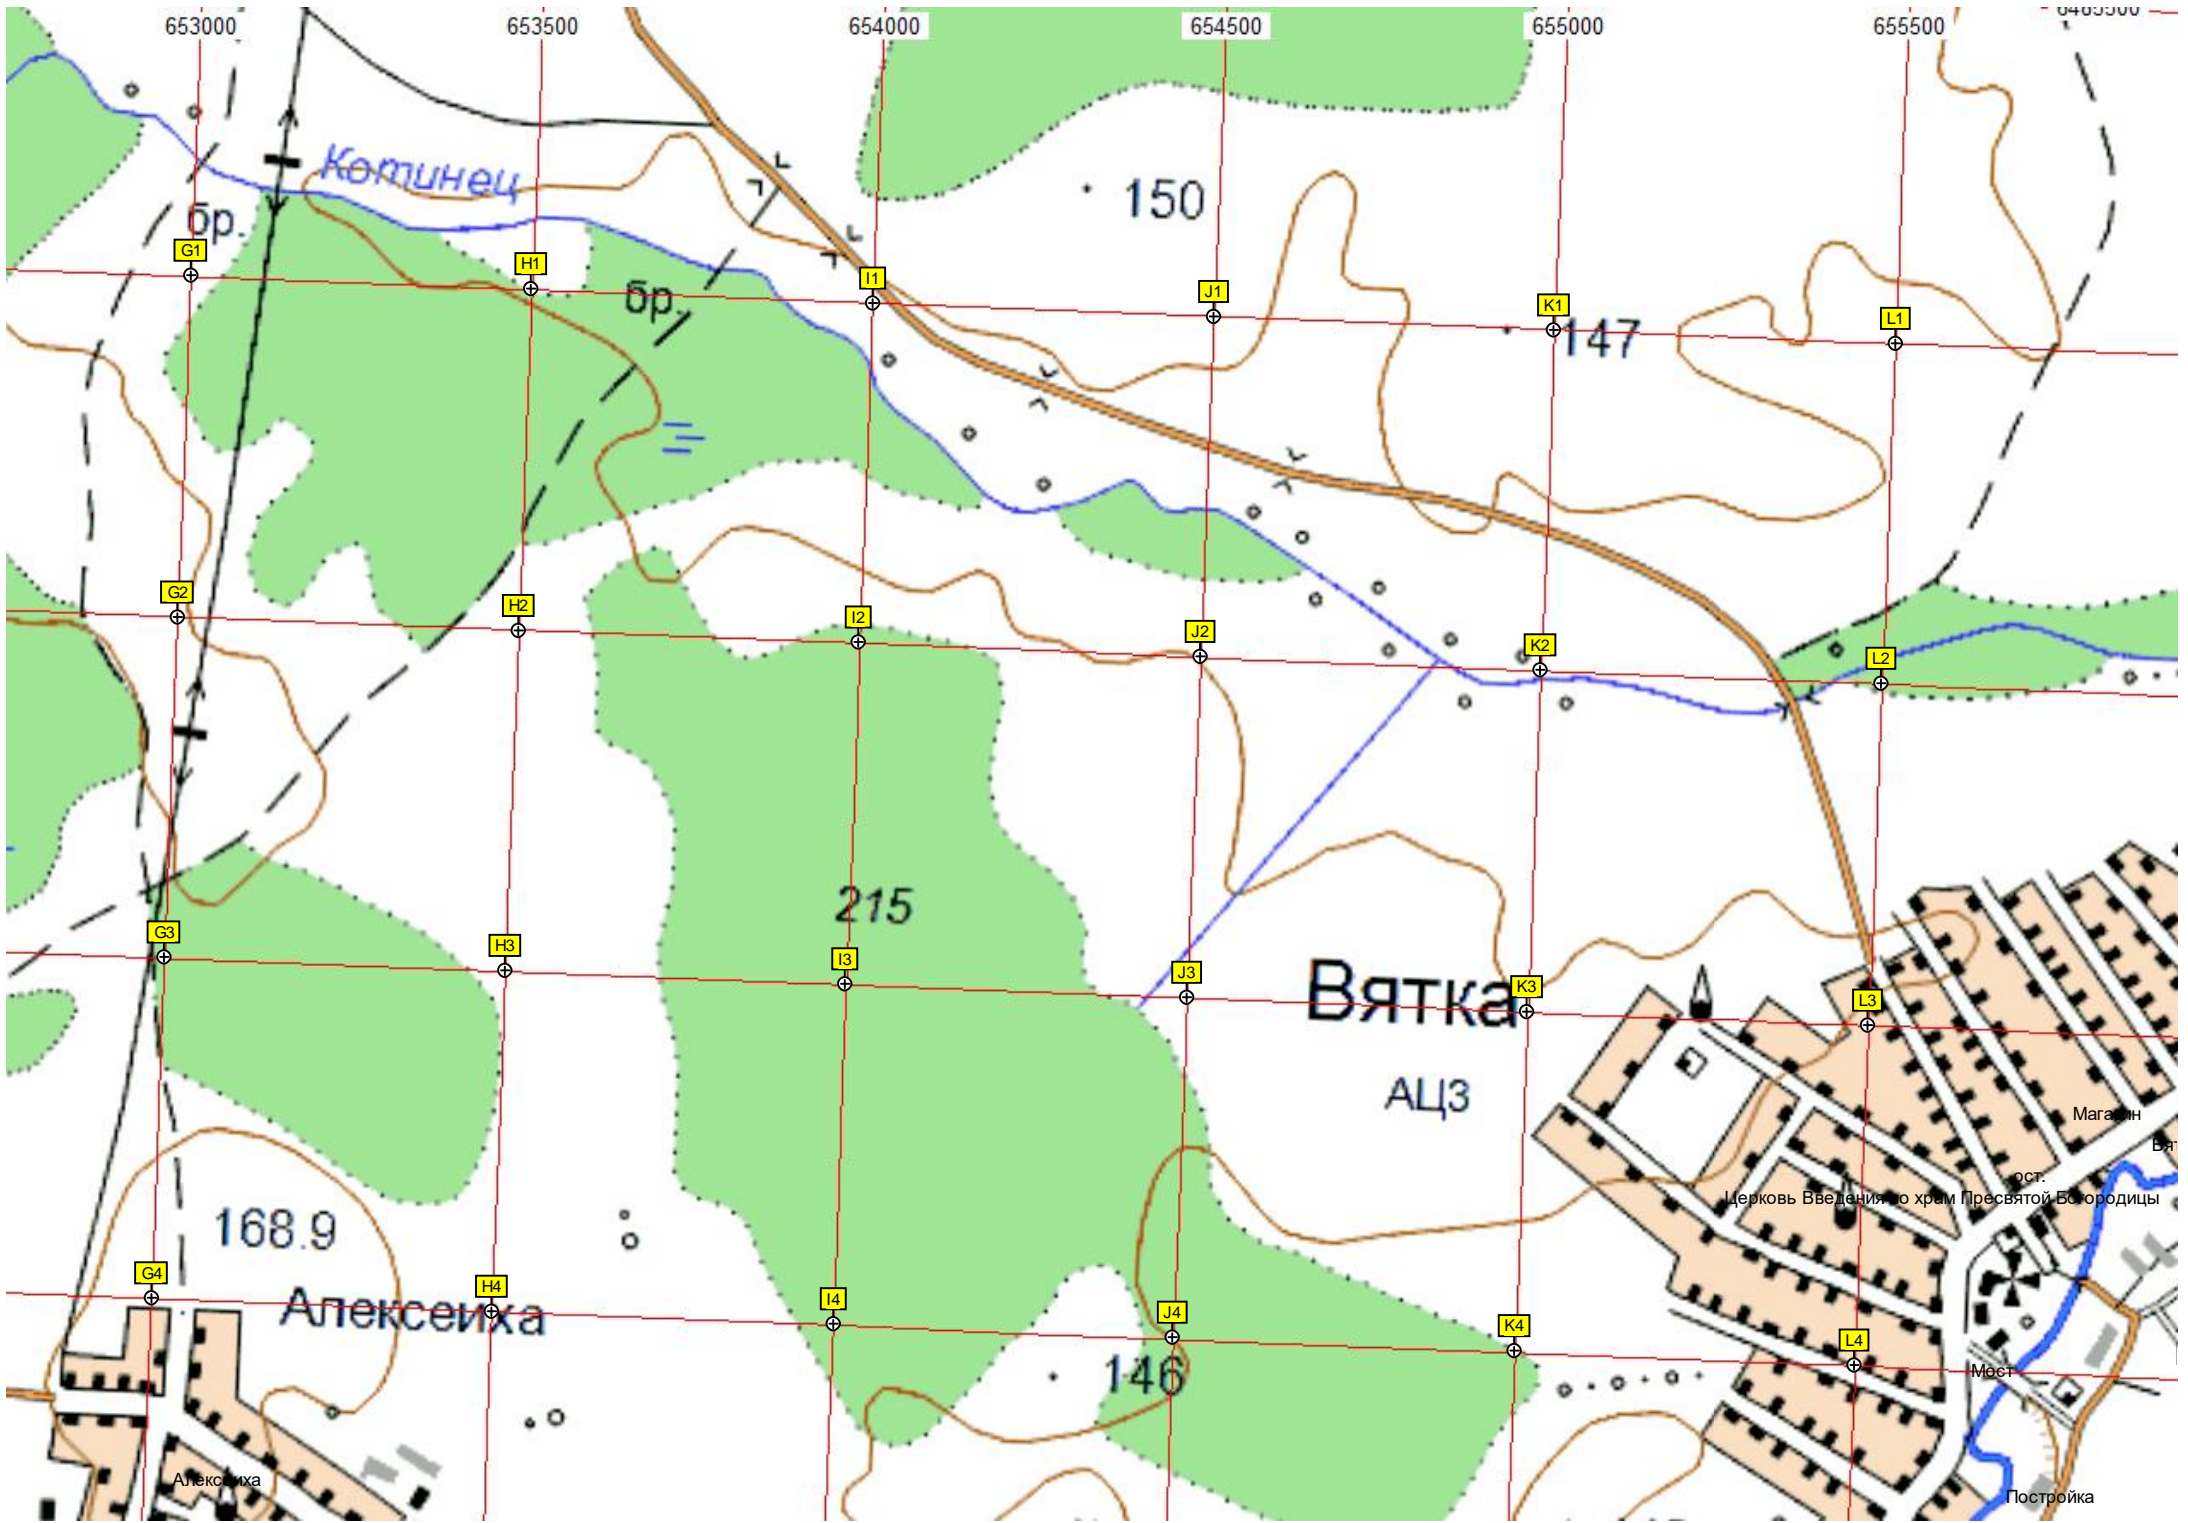 653000 653500 654000 654500 655000 655500
Котинец
150
бр.
G1 H1 I1 J1 K1 L1
бр.
147
G2 H2 I2 J2 K2 L2
215
G3 H3 I3 J3 K3 L3
Вятка
АЦЗ
Магазин
ост.
Церковь Введения во храм Пресвятой Богородицы
168.9
G4 H4 I4 J4 K4 L4
Алексеиха
146
Мост
Алексеиха
Постройка